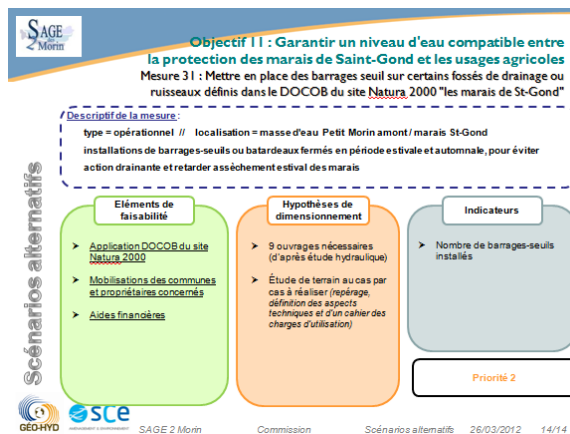 SAGE
2 Morin
Objectif 11 : Garantir un niveau d'eau compatible entre
la protection des marais de Saint-Gond et les usages agricoles
Mesure 31 : Mettre en place des barrages seuil sur certains fossés de drainage ou
ruisseaux définis dans le DOCOB du site Natura 2000 "les marais de St-Gond"
Descriptif de la mesure :
type = opérationnel // localisation = masse d'eau Petit Morin amont / marais St-Gond
installations de barrages-seuils ou batardeaux fermés en période estivale et automnale, pour éviter
action drainante et retarder assèchement estival des marais
Scénarios alternatifs
Eléments de
faisabilité
➤ Application DOCOB du site
Natura 2000
➤ Mobilisations des communes
et propriétaires concernés
➤ Aides financières
Hypothèses de
dimensionnement
➤ 9 ouvrages nécessaires
(d'après étude hydraulique)
➤ Étude de terrain au cas par
cas à réaliser (repérage,
définition des aspects
techniques et d'un cahier des
charges d'utilisation)
Indicateurs
➤ Nombre de barrages-seuils
installés
Priorité 2
GÉO-HYD
sce
SAGE 2 Morin Commission Scénarios alternatifs 26/03/2012 14/14